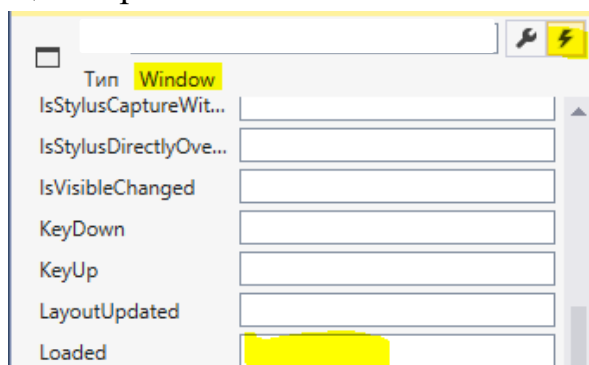 Тип Window
IsStylusCaptureWit...
IsStylusDirectlyOve...
IsVisibleChanged
KeyDown
KeyUp
LayoutUpdated
Loaded